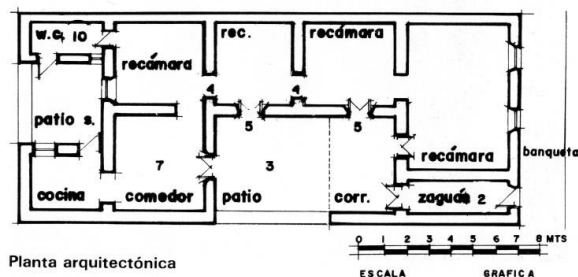 w.c. 10
rec.
recámara
recámara
4
4
5
5
patio s.
7
3
recámara
banqueta
cocina
comedor
patio
corr.
zaguán 2
Planta arquitectónica
0 1 2 3 4 5 6 7 8 MTS
ESCALA GRAFICA